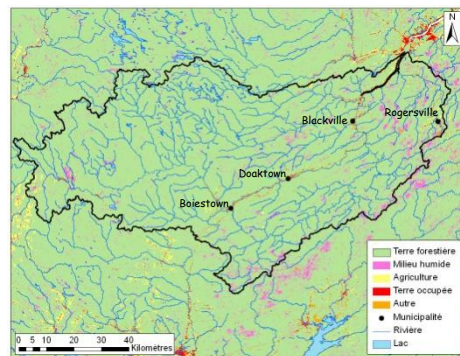 N
Blackville
Rogersville
Doaktown
Boiestown
Terre forestière
Milieu humide
Agriculture
Terre occupée
Autre
Municipalité
Rivière
Lac
0 5 10 20 30 40
Kilomètres